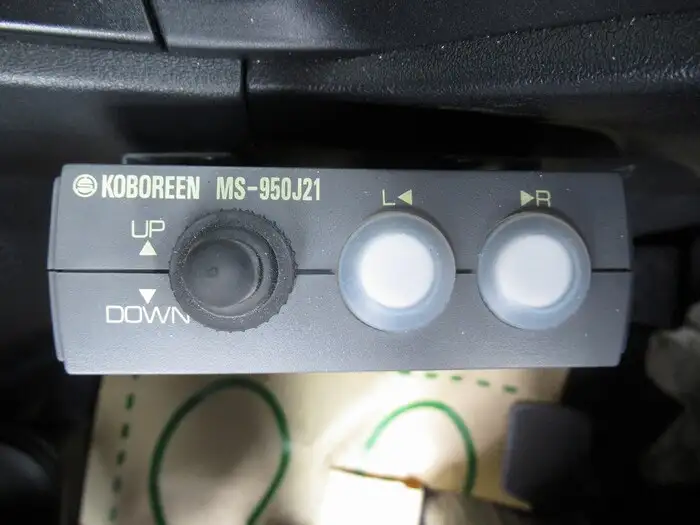 KOBOREEN MS-950J21
UP
▲
▼
DOWN
L◀
▶R